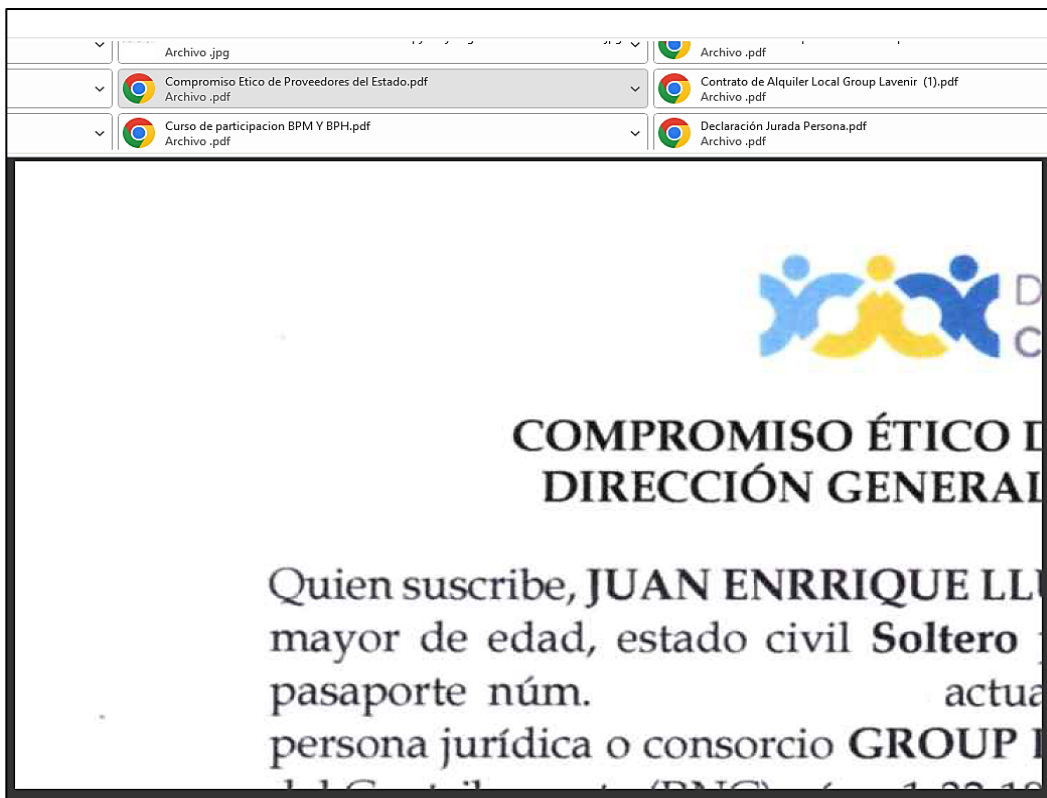 Archivo .jpg
Archivo .pdf
Compromiso Etico de Proveedores del Estado.pdf
Archivo .pdf
Contrato de Alquiler Local Group Lavenir (1).pdf
Archivo .pdf
Curso de participacion BPM Y BPH.pdf
Archivo .pdf
Declaración Jurada Persona.pdf
Archivo .pdf
COMPROMISO ÉTICO
DIRECCIÓN GENERAL
Quien suscribe, JUAN ENRRIQUE
mayor de edad, estado civil Soltero
pasaporte núm. actua
persona jurídica o consorcio GROUP